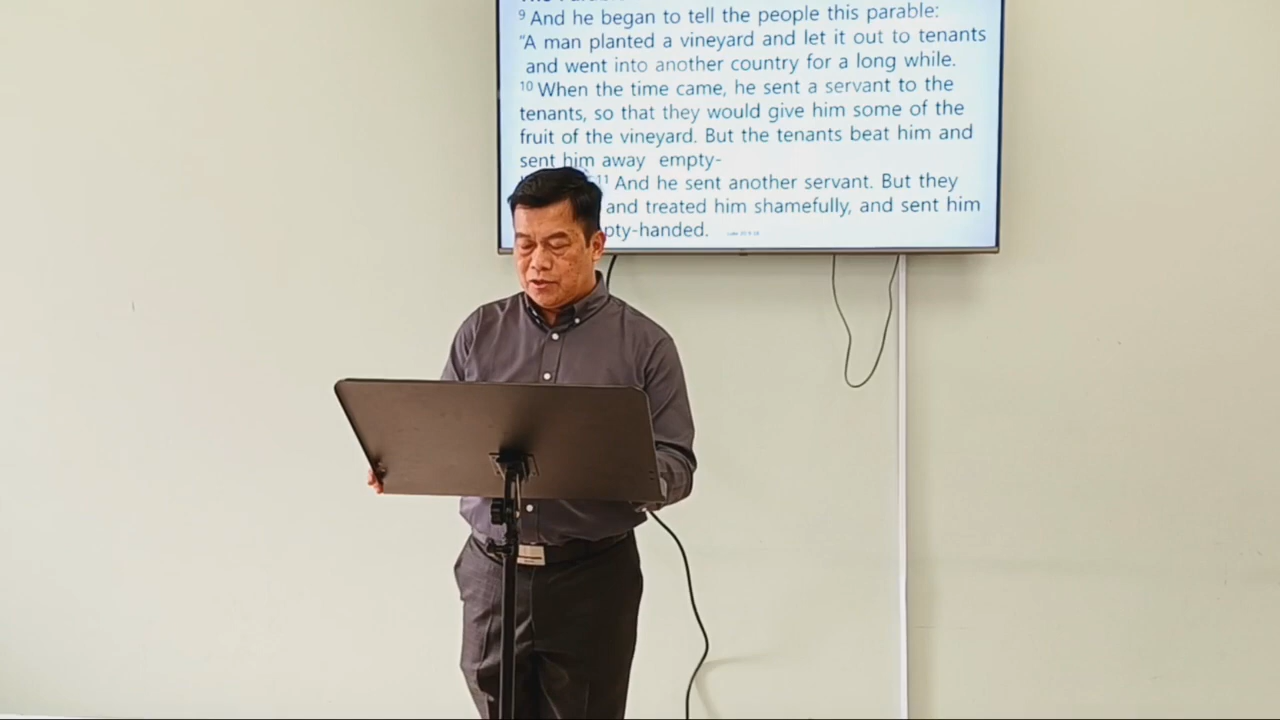 9 And he began to tell the people this parable:
“A man planted a vineyard and let it out to tenants
and went into another country for a long while.
10 When the time came, he sent a servant to the
tenants, so that they would give him some of the
fruit of the vineyard. But the tenants beat him and
sent him away empty-
11 And he sent another servant. But they
and treated him shamefully, and sent him
pty-handed.